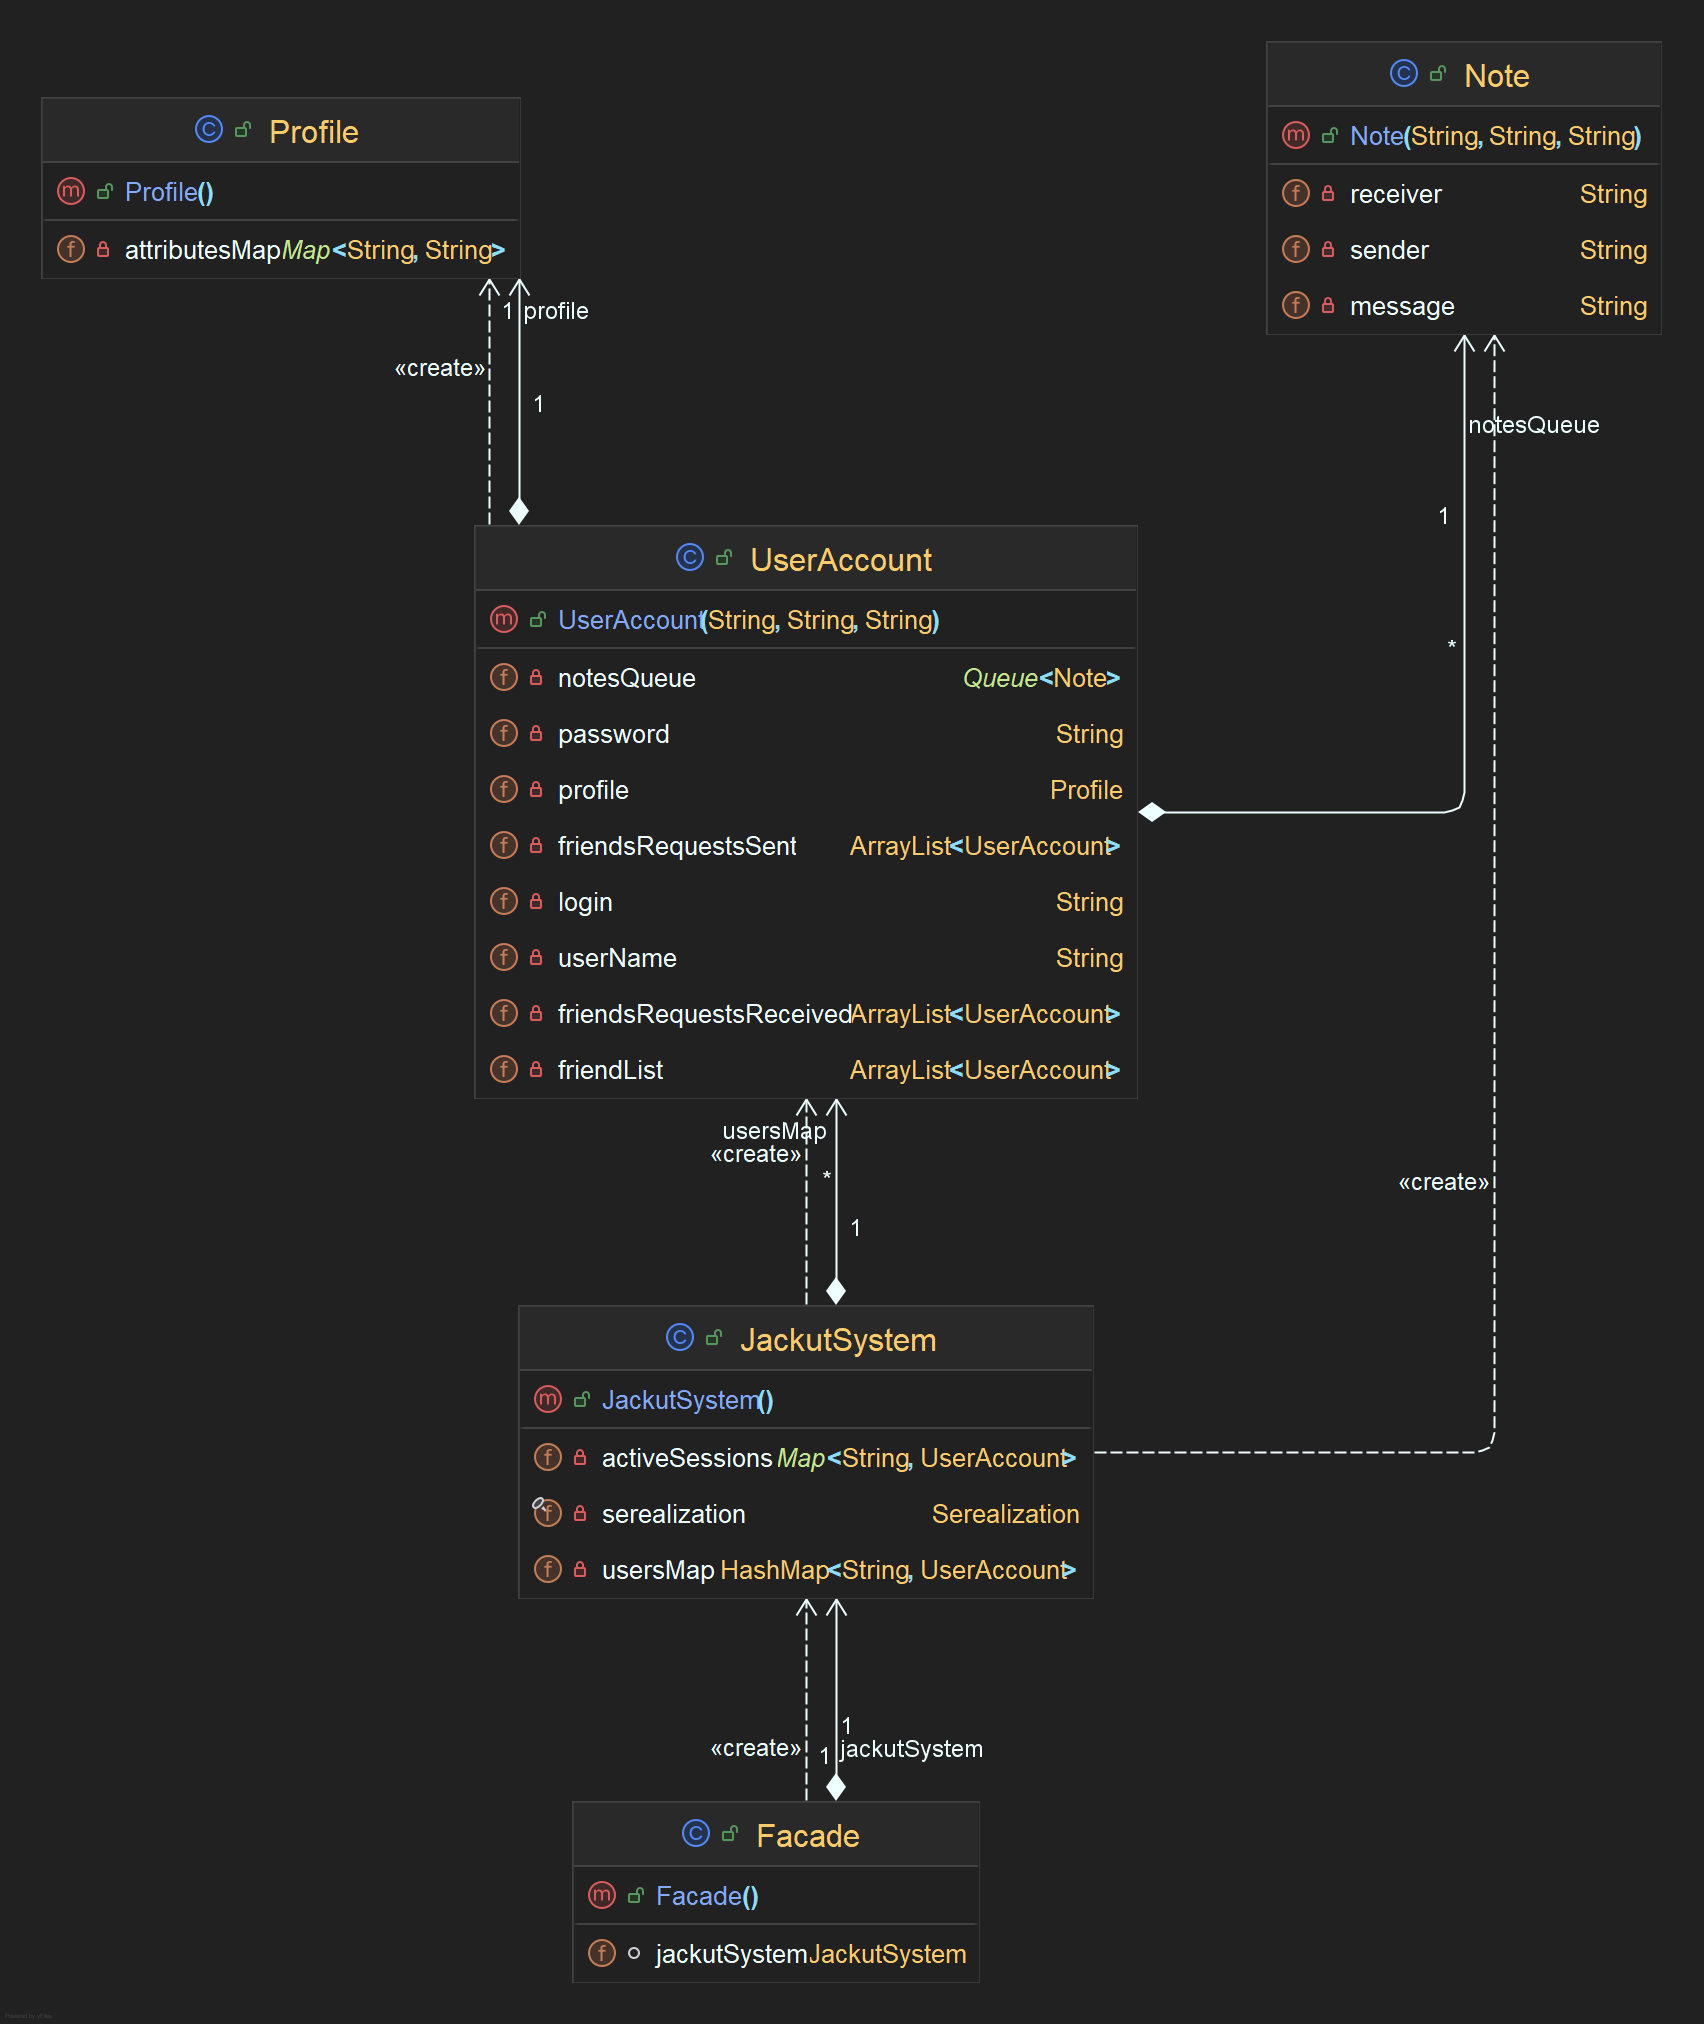 Note
Note(String, String, String)
receiver String
sender String
message String
Profile
Profile()
attributesMap Map<String, String>
1 profile
«create»
1
notesQueue
1
*
UserAccount
UserAccount(String, String, String)
notesQueue Queue<Note>
password String
profile Profile
friendsRequestsSent ArrayList<UserAccount>
login String
userName String
friendsRequestsReceived ArrayList<UserAccount>
friendList ArrayList<UserAccount>
usersMap
«create»
*
1
«create»
JackutSystem
JackutSystem()
activeSessions Map<String, UserAccount>
serealization Serealization
usersMap HashMap<String, UserAccount>
1
«create» 1 jackutSystem
Facade
Facade()
jackutSystem JackutSystem